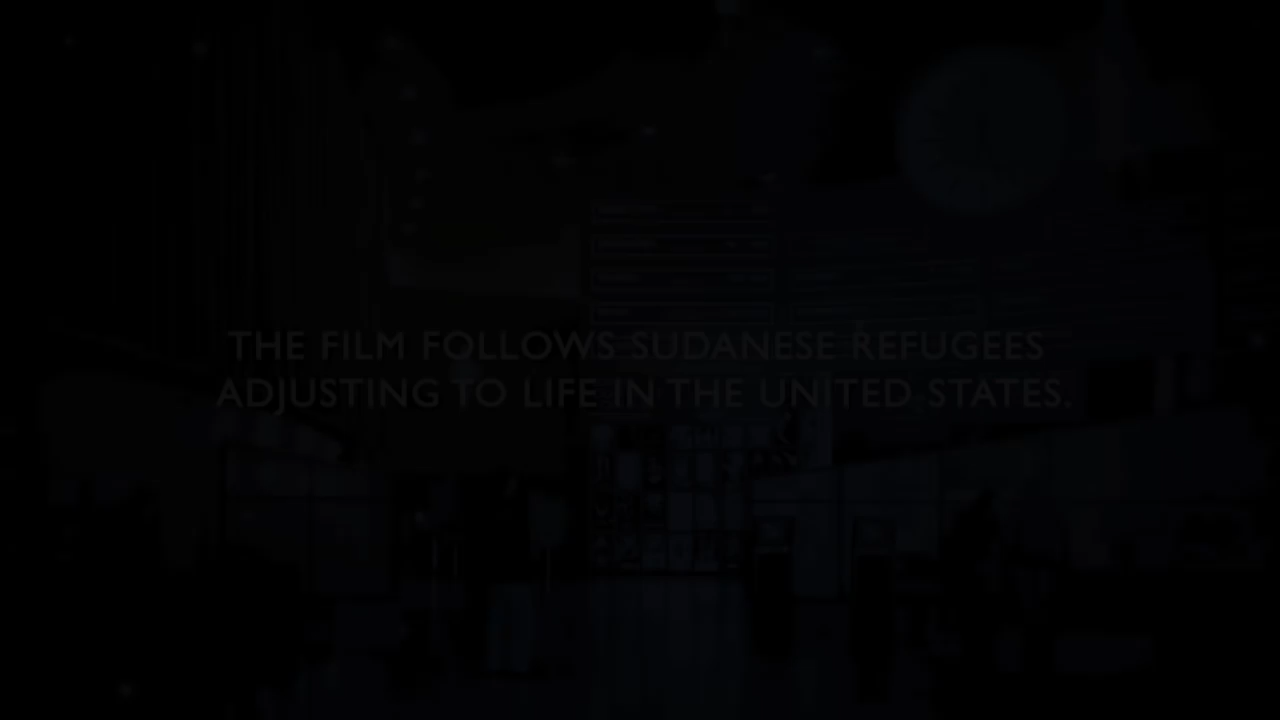 THE FILM FOLLOWS SUDANESE REFUGEES
ADJUSTING TO LIFE IN THE UNITED STATES.